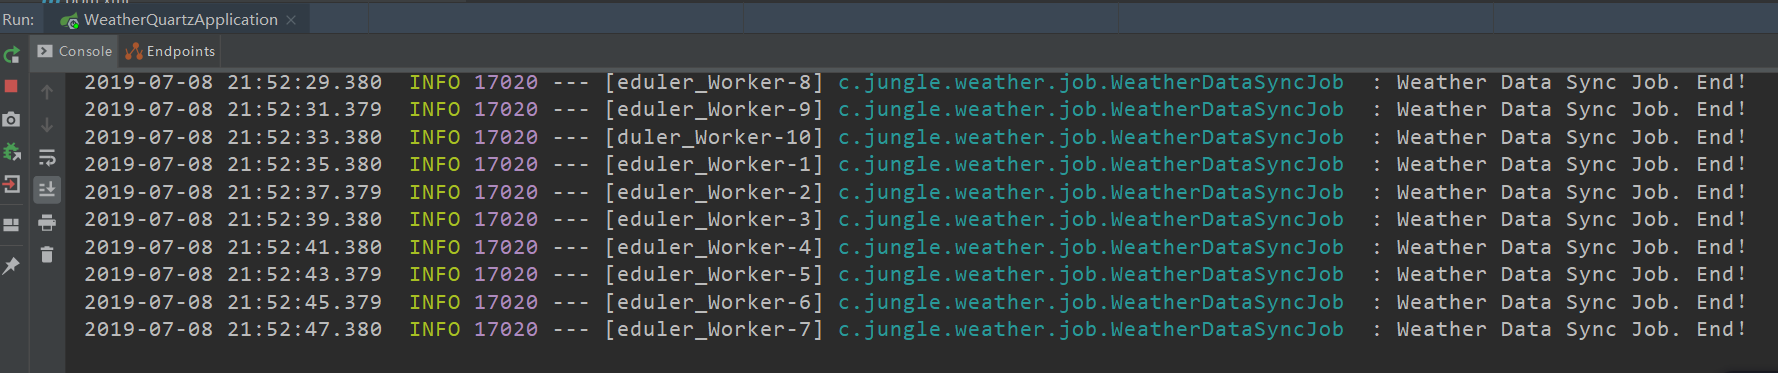 Run: WeatherQuartzApplication
Console Endpoints
2019-07-08 21:52:29.380 INFO 17020 --- [eduler_Worker-8] c.jungle.weather.job.WeatherDataSyncJob : Weather Data Sync Job. End!
2019-07-08 21:52:31.379 INFO 17020 --- [eduler_Worker-9] c.jungle.weather.job.WeatherDataSyncJob : Weather Data Sync Job. End!
2019-07-08 21:52:33.380 INFO 17020 --- [duler_Worker-10] c.jungle.weather.job.WeatherDataSyncJob : Weather Data Sync Job. End!
2019-07-08 21:52:35.380 INFO 17020 --- [eduler_Worker-1] c.jungle.weather.job.WeatherDataSyncJob : Weather Data Sync Job. End!
2019-07-08 21:52:37.379 INFO 17020 --- [eduler_Worker-2] c.jungle.weather.job.WeatherDataSyncJob : Weather Data Sync Job. End!
2019-07-08 21:52:39.380 INFO 17020 --- [eduler_Worker-3] c.jungle.weather.job.WeatherDataSyncJob : Weather Data Sync Job. End!
2019-07-08 21:52:41.380 INFO 17020 --- [eduler_Worker-4] c.jungle.weather.job.WeatherDataSyncJob : Weather Data Sync Job. End!
2019-07-08 21:52:43.379 INFO 17020 --- [eduler_Worker-5] c.jungle.weather.job.WeatherDataSyncJob : Weather Data Sync Job. End!
2019-07-08 21:52:45.379 INFO 17020 --- [eduler_Worker-6] c.jungle.weather.job.WeatherDataSyncJob : Weather Data Sync Job. End!
2019-07-08 21:52:47.380 INFO 17020 --- [eduler_Worker-7] c.jungle.weather.job.WeatherDataSyncJob : Weather Data Sync Job. End!